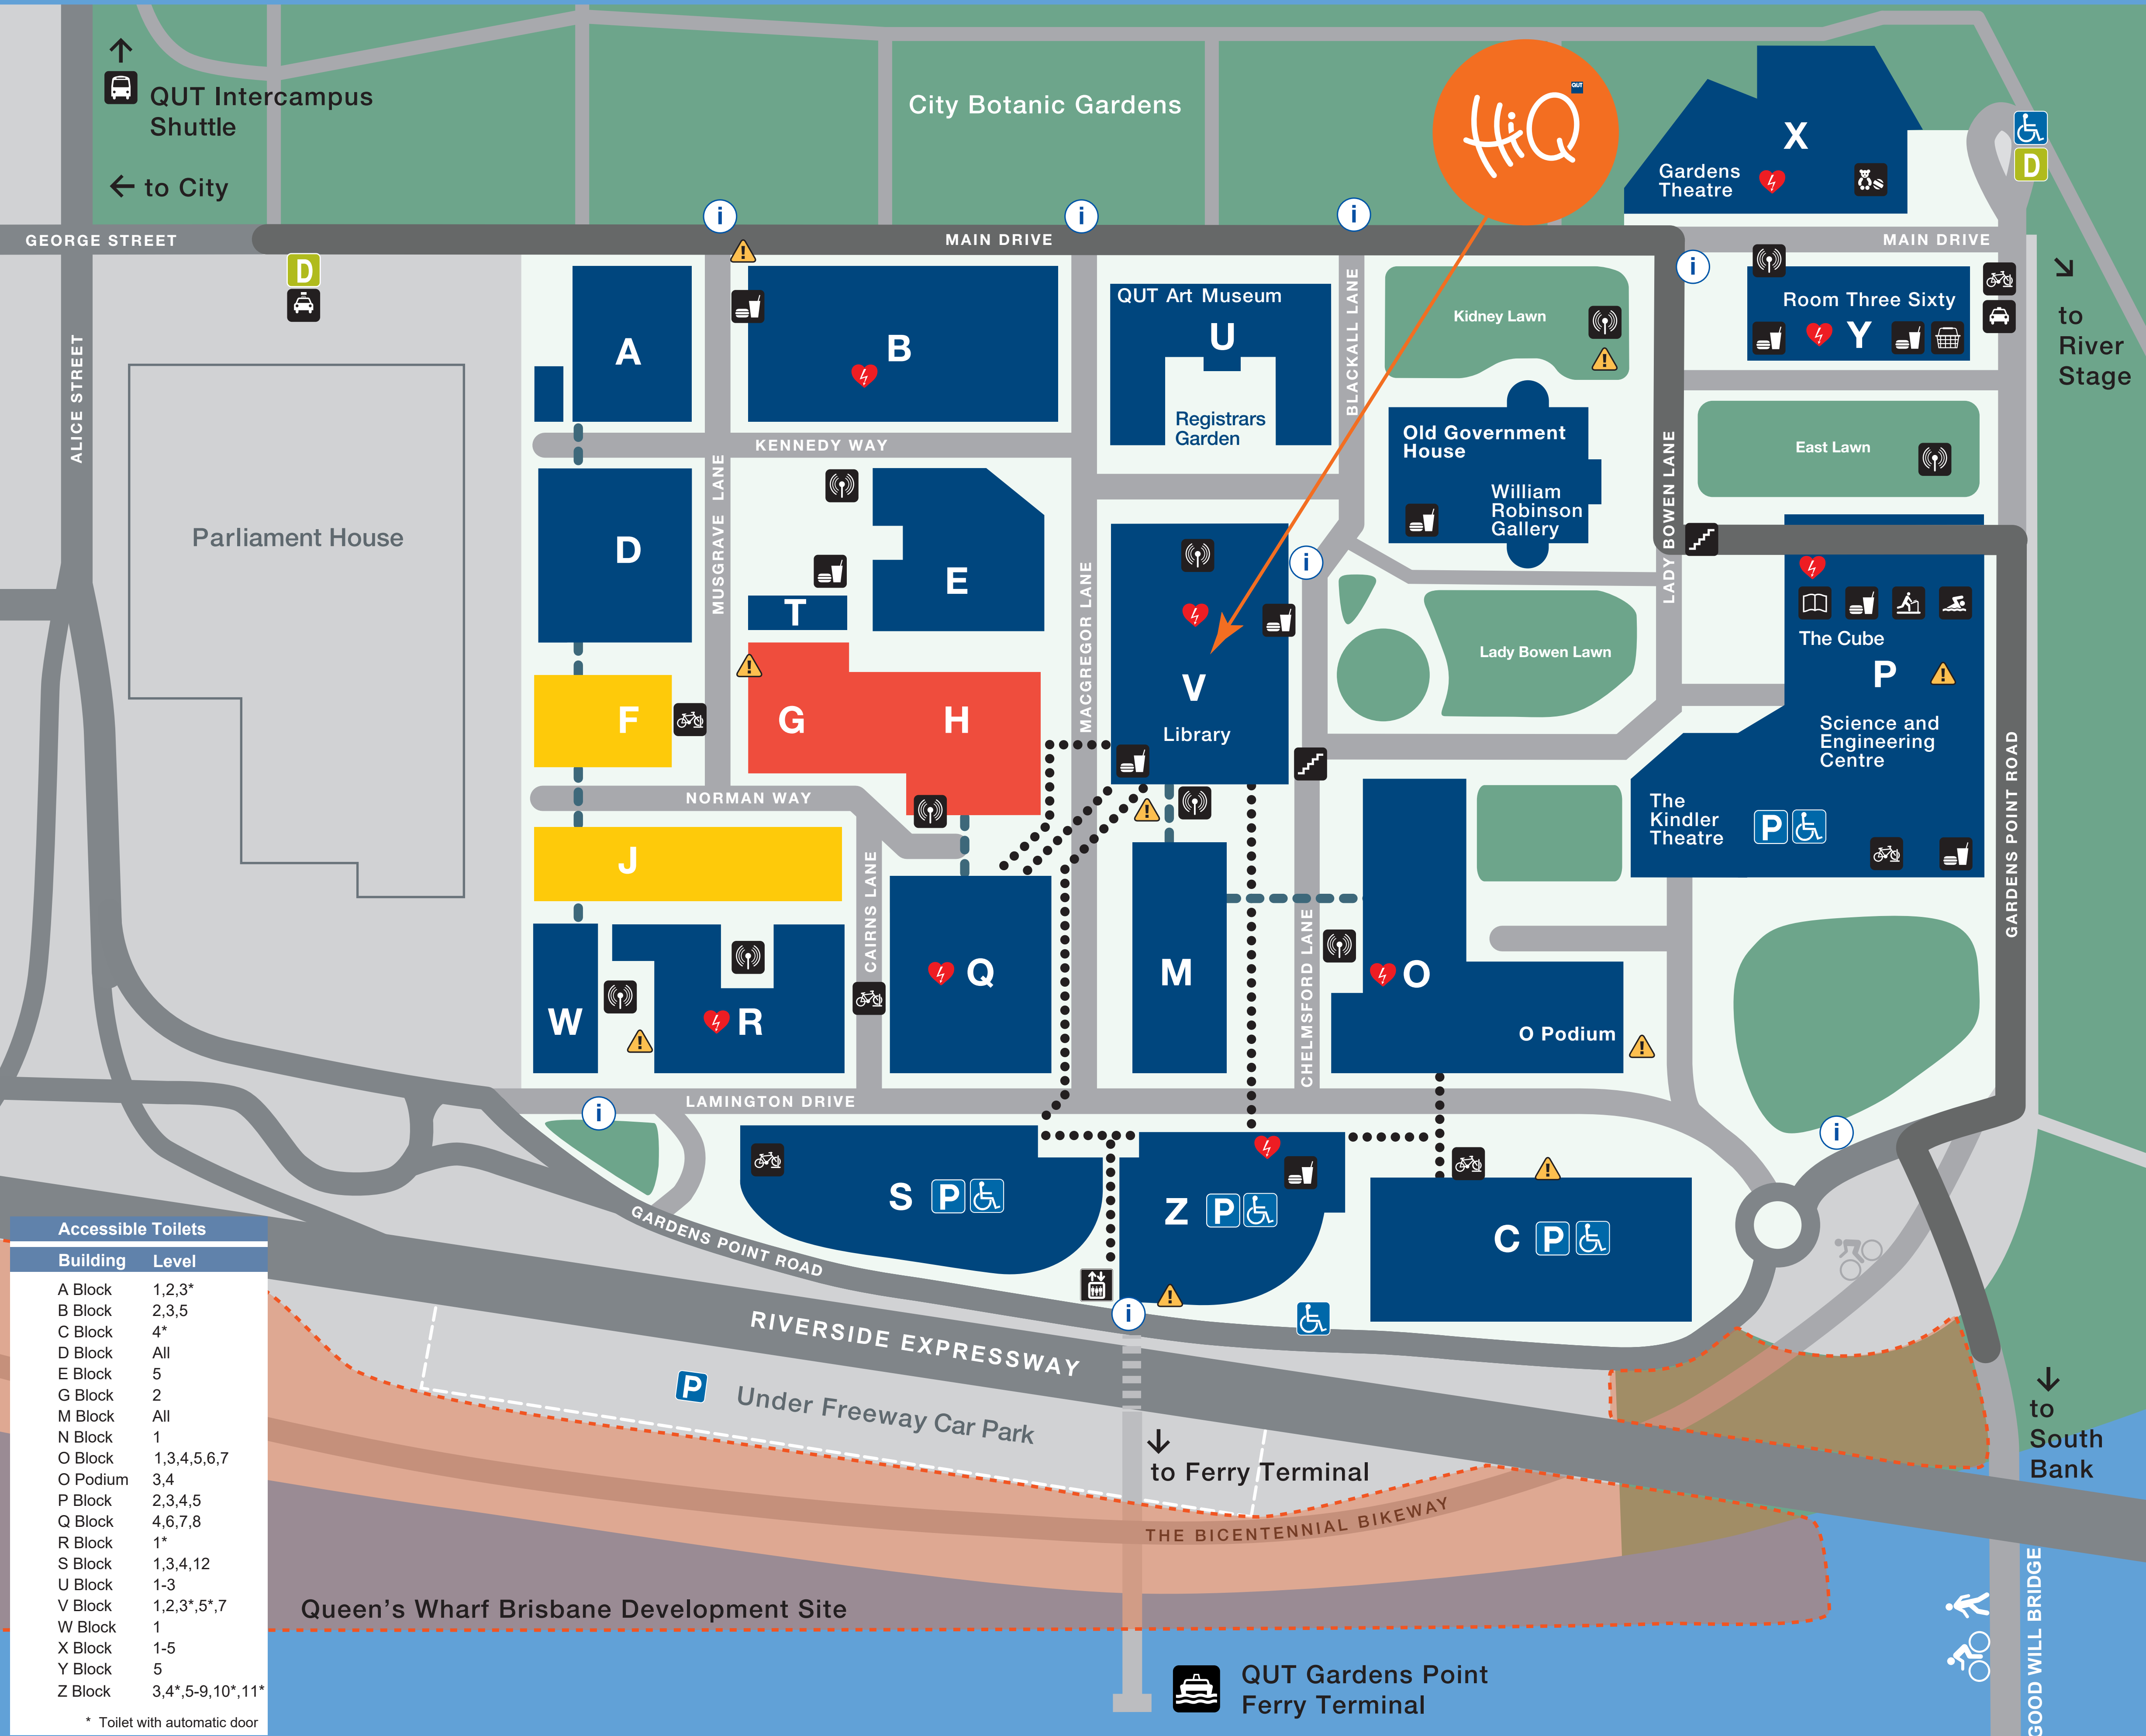 QUT Intercampus
Shuttle
to City
City Botanic Gardens
HiQ
QUT
X
Gardens
Theatre
D
GEORGE STREET
MAIN DRIVE
MAIN DRIVE
i
i
i
i
D
ALICE STREET
Parliament House
A
B
QUT Art Museum
U
Registrars
Garden
BLACKALL LANE
Kidney Lawn
Room Three Sixty
Y
to
River
Stage
KENNEDY WAY
MUSGRAVE LANE
Old Government
House
William
Robinson
Gallery
LADY BOWEN LANE
East Lawn
D
T
E
MACGREGOR LANE
V
Library
i
Lady Bowen Lawn
The Cube
P
Science and
Engineering
Centre
The
Kindler
Theatre
P
GARDENS POINT ROAD
F
G
H
NORMAN WAY
J
CAIRNS LANE
W
R
Q
M
CHELMSFORD LANE
O
O Podium
LAMINGTON DRIVE
i
i
S
P
Z
P
C
P
GARDENS POINT ROAD
i
RIVERSIDE EXPRESSWAY
P
Under Freeway Car Park
to Ferry Terminal
THE BICENTENNIAL BIKEWAY
to
South
Bank
Queen's Wharf Brisbane Development Site
QUT Gardens Point
Ferry Terminal
GOOD WILL BRIDGE
Accessible Toilets
Building Level
A Block 1,2,3*
B Block 2,3,5
C Block 4*
D Block All
E Block 5
G Block 2
M Block All
N Block 1
O Block 1,3,4,5,6,7
O Podium 3,4
P Block 2,3,4,5
Q Block 4,6,7,8
R Block 1*
S Block 1,3,4,12
U Block 1-3
V Block 1,2,3*,5*,7
W Block 1
X Block 1-5
Y Block 5
Z Block 3,4*,5-9,10*,11*
* Toilet with automatic door